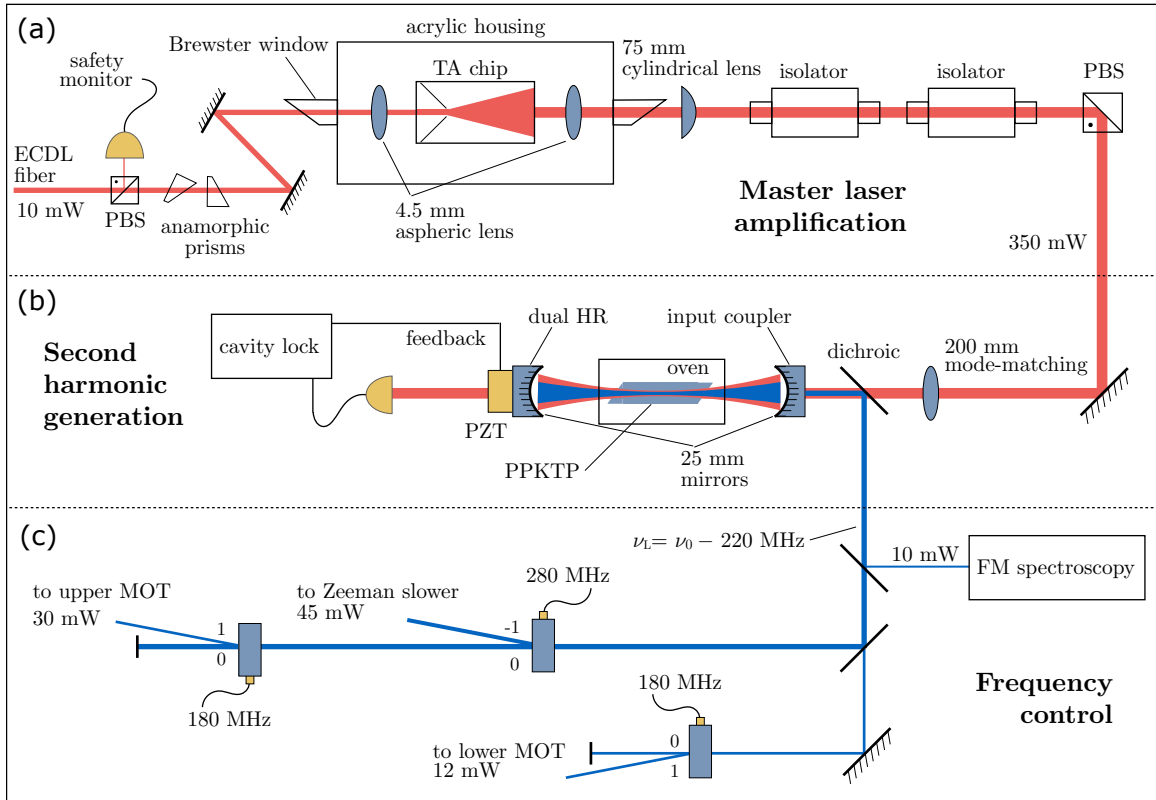 (a)
safety
monitor
Brewster window
acrylic housing
TA chip
75 mm
cylindrical lens
isolator
isolator
PBS
ECDL
fiber
10 mW
PBS
anamorphic
prisms
4.5 mm
aspheric lens
Master laser
amplification
350 mW
(b)
Second
harmonic
generation
cavity lock
feedback
dual HR
PZT
oven
PPKTP
input coupler
25 mm
mirrors
dichroic
200 mm
mode-matching
(c)
νL= ν0 − 220 MHz
10 mW
FM spectroscopy
to upper MOT
30 mW
1
0
180 MHz
to Zeeman slower
45 mW
280 MHz
-1
0
180 MHz
0
1
to lower MOT
12 mW
Frequency
control